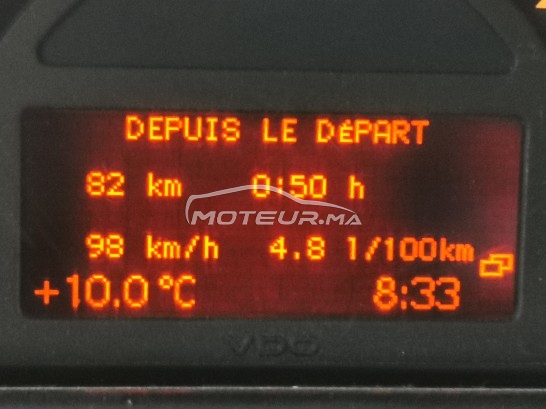 DEPUIS LE DÉPART
82 km 0:50 h
MOTEUR.MA
98 km/h 4.8 l/100km
+10.0 °C 8:33
VDO